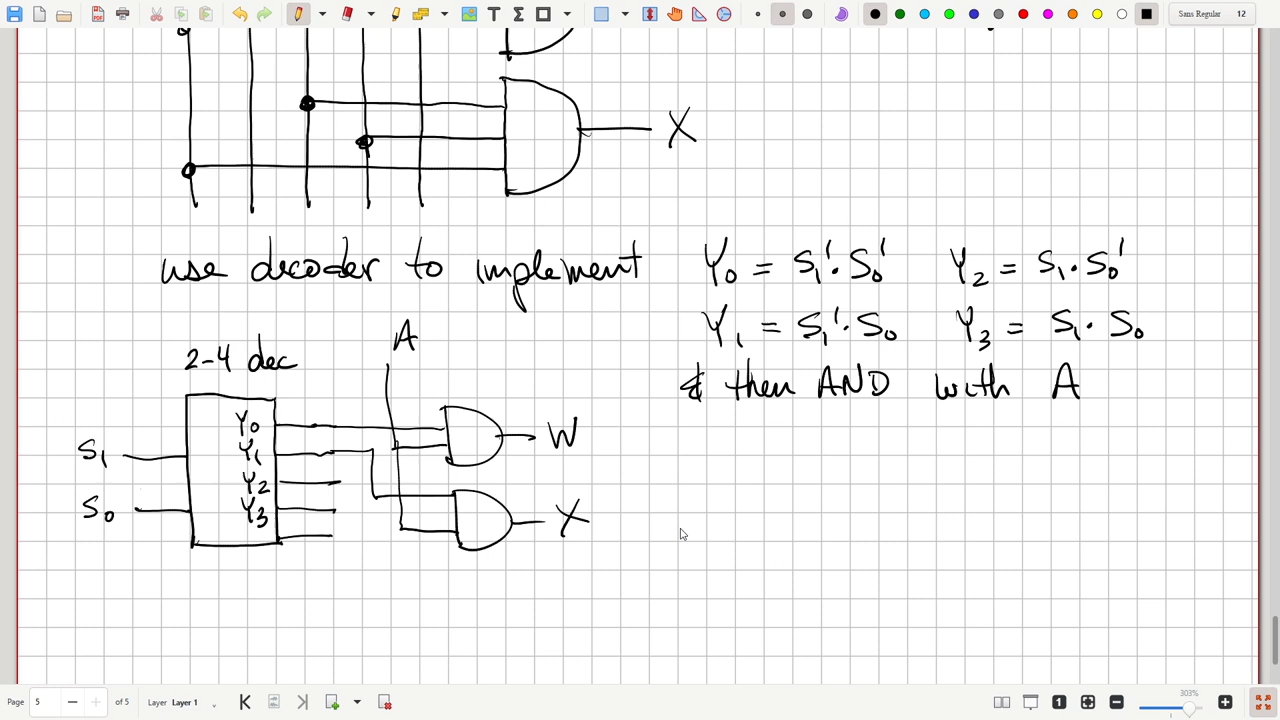 Sans Regular 12
X
use decoder to implement
Y₀ = S₁'·S₀' Y₂ = S₁·S₀'
Y₁ = S₁'·S₀ Y₃ = S₁·S₀
& then AND with A
A
2-4 dec
Y₀
W
S₁
Y₁
Y₂
S₀
Y₃
X
Page 5 of 5 Layer Layer 1 303%